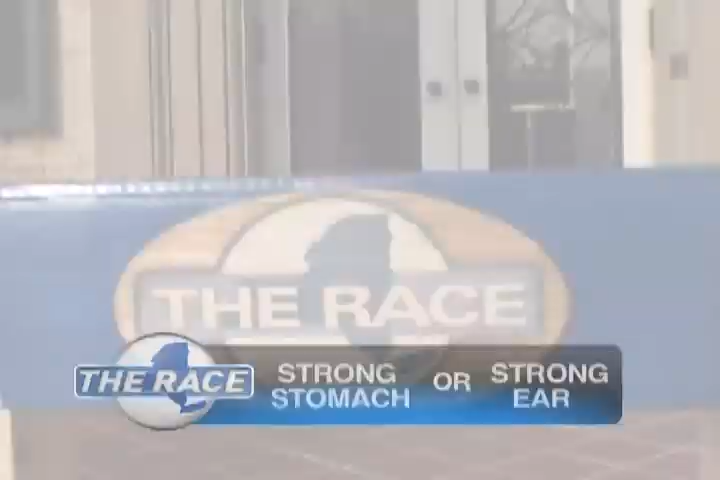 THE RACE
THE RACE
STRONG
STOMACH
OR
STRONG
EAR